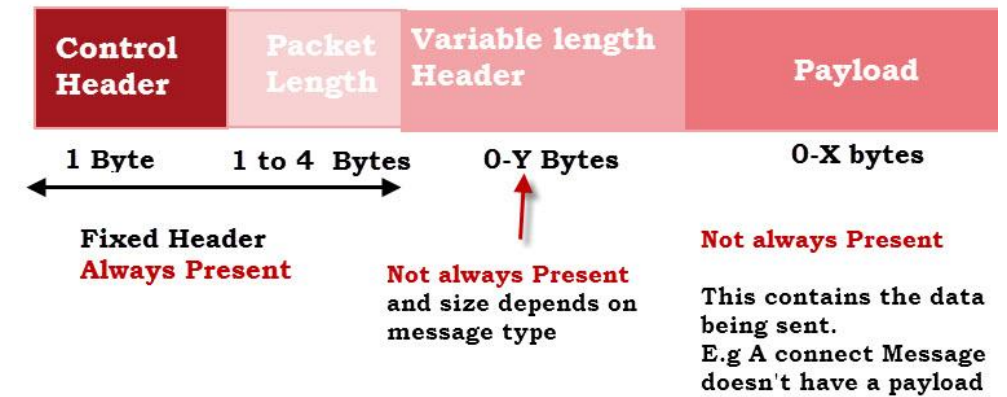 Control
Header
Packet
Length
Variable length
Header
Payload
1 Byte
1 to 4 Bytes
0-Y Bytes
0-X bytes
Fixed Header
Always Present
Not always Present
and size depends on
message type
Not always Present
This contains the data
being sent.
E.g A connect Message
doesn't have a payload